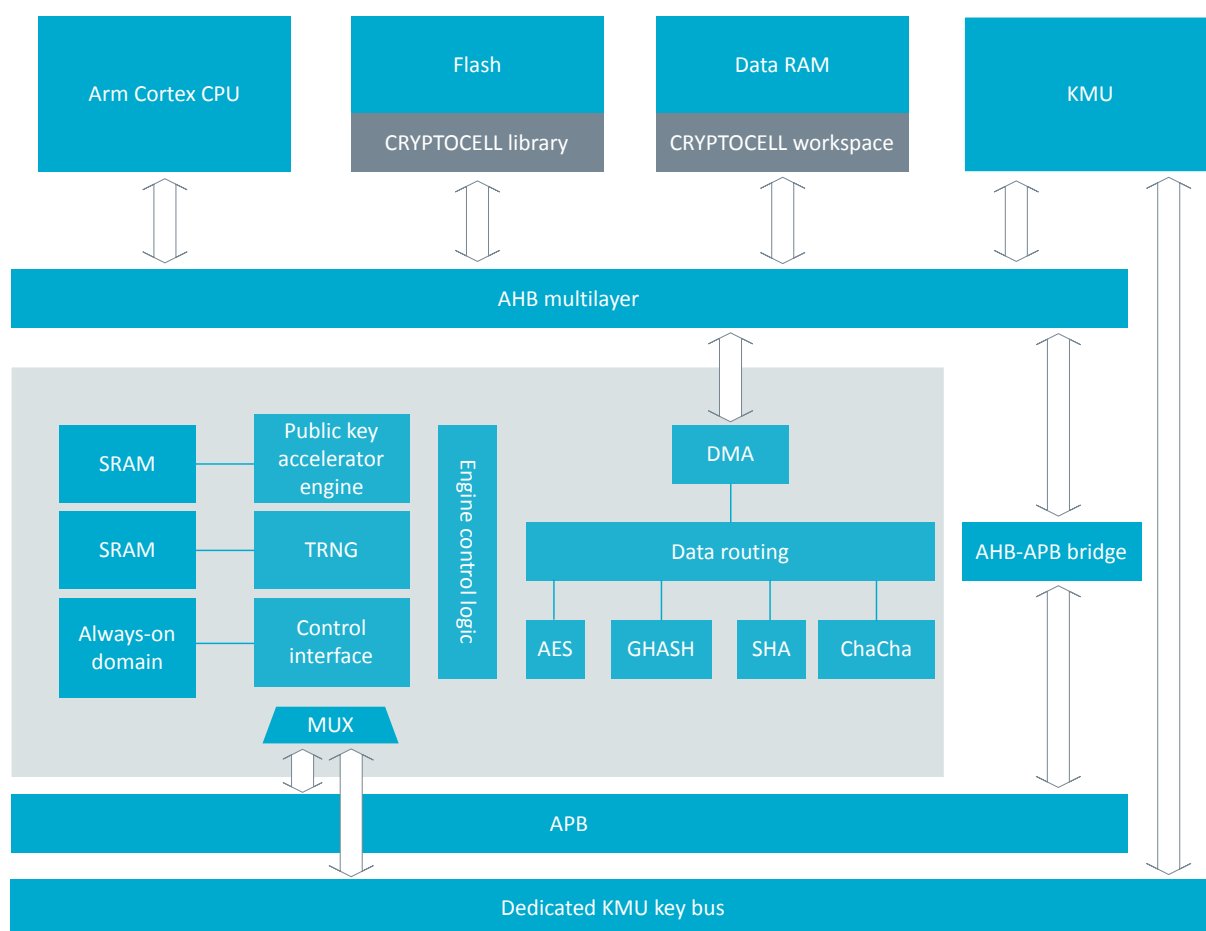 Arm Cortex CPU
Flash
CRYPTOCELL library
Data RAM
CRYPTOCELL workspace
KMU
AHB multilayer
SRAM
Public key
accelerator
engine
SRAM
TRNG
Always-on
domain
Control
interface
MUX
Engine control logic
DMA
Data routing
AES
GHASH
SHA
ChaCha
AHB-APB bridge
APB
Dedicated KMU key bus